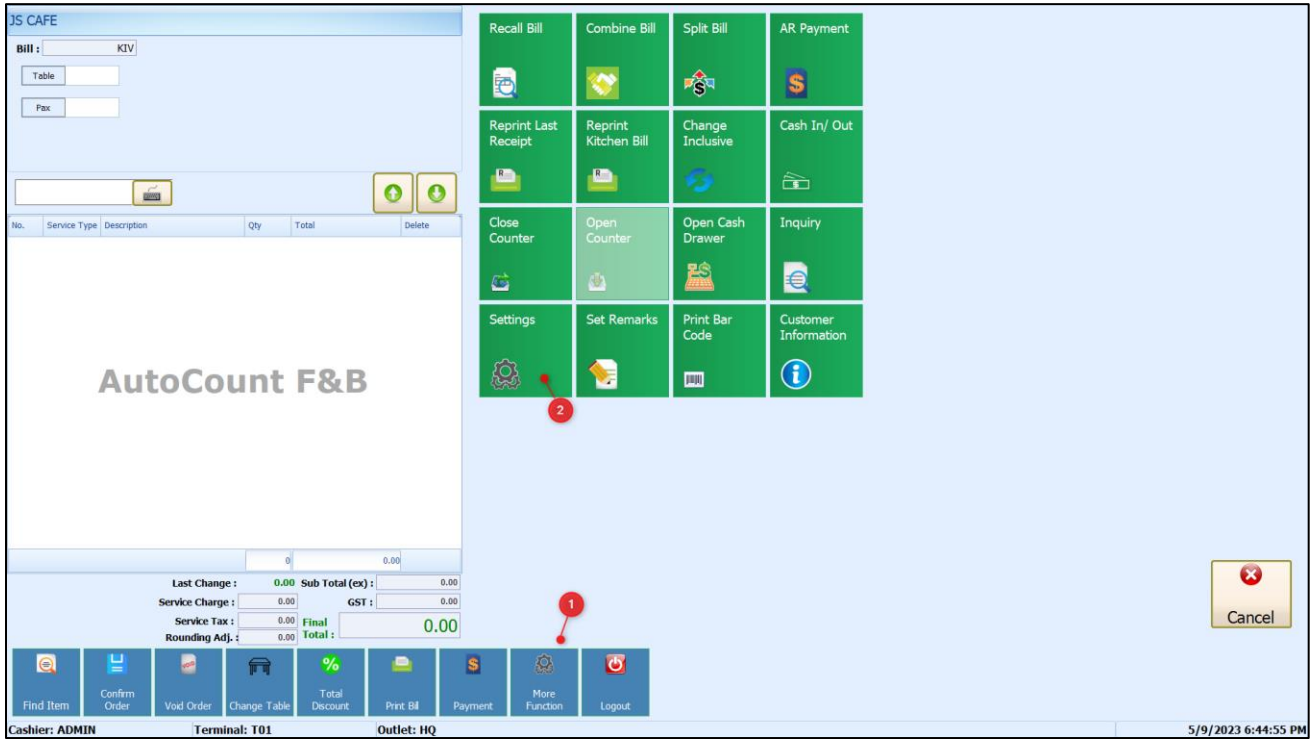 JS CAFE
Bill : KIV
Table
Pax
No. Service Type Description Qty Total Delete
AutoCount F&B
0 0.00
Last Change : 0.00 Sub Total (ex) : 0.00
Service Charge : 0.00 GST : 0.00
Service Tax : 0.00 Final Total : 0.00
Rounding Adj. : 0.00
Recall Bill
Combine Bill
Split Bill
AR Payment
Reprint Last
Receipt
Reprint
Kitchen Bill
Change
Inclusive
Cash In/ Out
Close
Counter
Open
Counter
Open Cash
Drawer
Inquiry
Settings
Set Remarks
Print Bar
Code
Customer
Information
2
1
Cancel
Find Item
Confirm
Order
Void Order
Change Table
%
Total
Discount
Print Bill
Payment
More
Function
Logout
Cashier: ADMIN Terminal: T01 Outlet: HQ 5/9/2023 6:44:55 PM